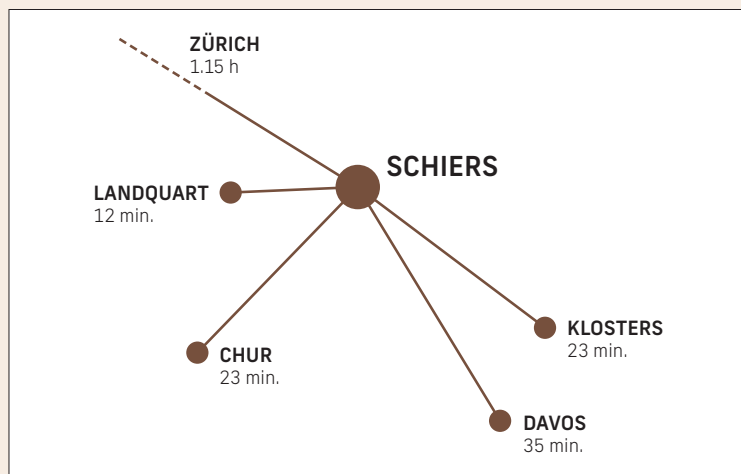 ZÜRICH
1.15 h
SCHIERS
LANDQUART
12 min.
KLOSTERS
23 min.
CHUR
23 min.
DAVOS
35 min.